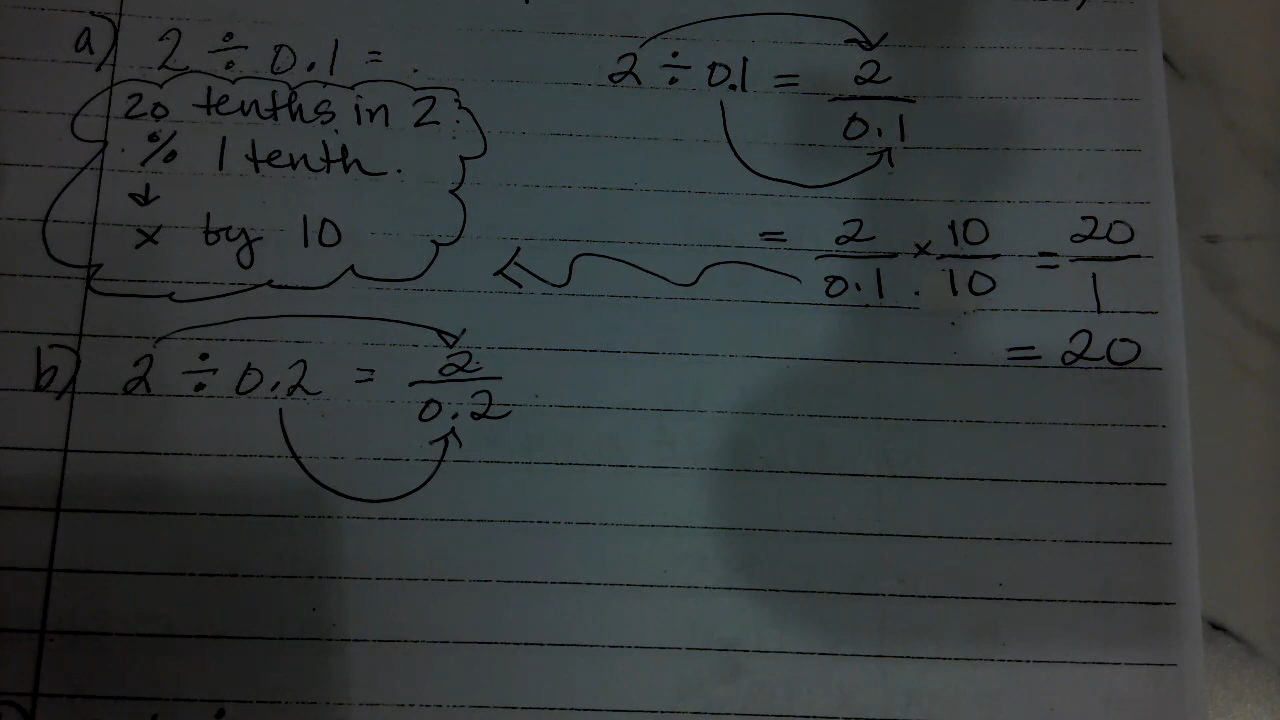 a) 2 ÷ 0.1 =
20 tenths in 2
% 1 tenth.
↓
x by 10
2 ÷ 0.1 = 2/0.1
= 2/0.1 × 10/10 = 20/1
= 20
b) 2 ÷ 0.2 = 2/0.2